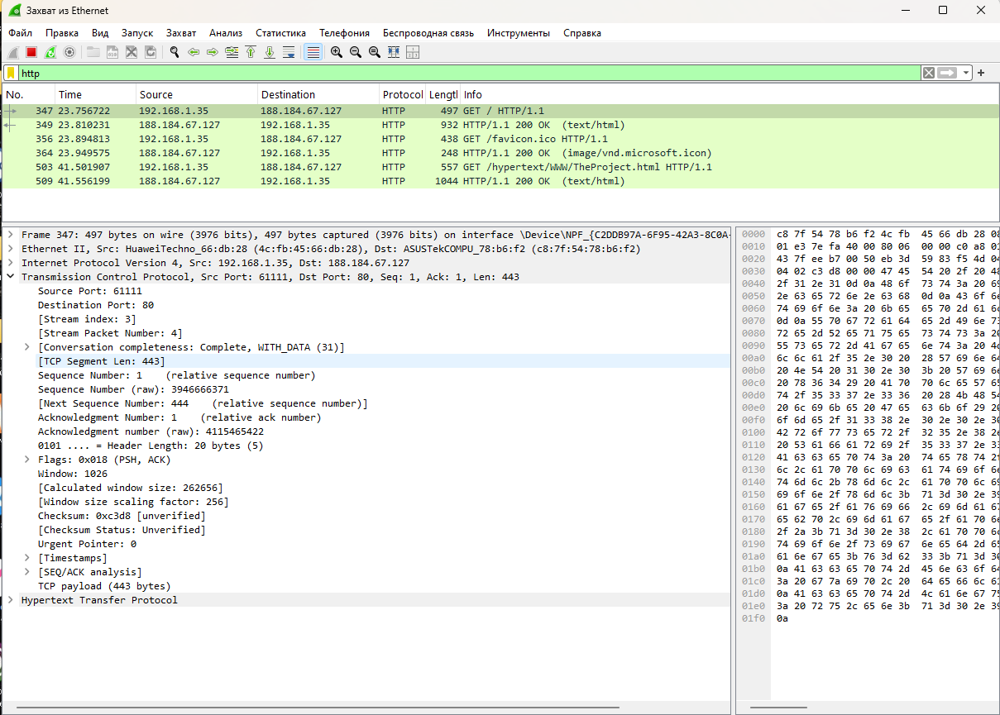 Захват из Ethernet
Файл Правка Вид Запуск Захват Анализ Статистика Телефония Беспроводная связь Инструменты Справка
http
No. Time Source Destination Protocol Lengtl Info
347 23.756722 192.168.1.35 188.184.67.127 HTTP 497 GET / HTTP/1.1
349 23.810231 188.184.67.127 192.168.1.35 HTTP 932 HTTP/1.1 200 OK (text/html)
356 23.894813 192.168.1.35 188.184.67.127 HTTP 438 GET /favicon.ico HTTP/1.1
364 23.949575 188.184.67.127 192.168.1.35 HTTP 248 HTTP/1.1 200 OK (image/vnd.microsoft.icon)
503 41.501907 192.168.1.35 188.184.67.127 HTTP 557 GET /hypertext/WWW/TheProject.html HTTP/1.1
509 41.556199 188.184.67.127 192.168.1.35 HTTP 1044 HTTP/1.1 200 OK (text/html)
Frame 347: 497 bytes on wire (3976 bits), 497 bytes captured (3976 bits) on interface \Device\NPF_{C2DDB97A-6F95-42A3-8C0A-
Ethernet II, Src: HuaweiTechno_66:db:28 (4c:fb:45:66:db:28), Dst: ASUSTekCOMPU_78:b6:f2 (c8:7f:54:78:b6:f2)
Internet Protocol Version 4, Src: 192.168.1.35, Dst: 188.184.67.127
Transmission Control Protocol, Src Port: 61111, Dst Port: 80, Seq: 1, Ack: 1, Len: 443
Source Port: 61111
Destination Port: 80
[Stream index: 3]
[Stream Packet Number: 4]
[Conversation completeness: Complete, WITH_DATA (31)]
[TCP Segment Len: 443]
Sequence Number: 1 (relative sequence number)
Sequence Number (raw): 3946666371
[Next Sequence Number: 444 (relative sequence number)]
Acknowledgment Number: 1 (relative ack number)
Acknowledgment number (raw): 4115465422
0101 .... = Header Length: 20 bytes (5)
Flags: 0x018 (PSH, ACK)
Window: 1026
[Calculated window size: 262656]
[Window size scaling factor: 256]
Checksum: 0xc3d8 [unverified]
[Checksum Status: Unverified]
Urgent Pointer: 0
[Timestamps]
[SEQ/ACK analysis]
TCP payload (443 bytes)
Hypertext Transfer Protocol
0000 c8 7f 54 78 b6 f2 4c fb 45 66 db 28 08
0010 01 e3 7e fa 40 00 80 06 00 00 c0 a8 01
0020 43 7f ee b7 00 50 eb 3d 59 83 f5 4d 04
0030 04 02 c3 d8 00 00 47 45 54 20 2f 20 48
0040 2f 31 2e 31 0d 0a 48 6f 73 74 3a 20 69
0050 2e 63 65 72 6e 2e 63 68 0d 0a 43 6f 6e
0060 74 69 6f 6e 3a 20 6b 65 65 70 2d 61 6c
0070 0d 0a 55 70 67 72 61 64 65 2d 49 6e 73
0080 72 65 2d 52 65 71 75 65 73 74 73 3a 20
0090 55 73 65 72 2d 41 67 65 6e 74 3a 20 4d
00a0 6c 6c 61 2f 35 2e 30 20 28 57 69 6e 64
00b0 20 4e 54 20 31 30 2e 30 3b 20 57 69 6e
00c0 20 78 36 34 29 20 41 70 70 6c 65 57 65
00d0 74 2f 35 33 37 2e 33 36 20 28 4b 48 54
00e0 20 6c 69 6b 65 20 47 65 63 6b 6f 29 20
00f0 6f 6d 65 2f 31 33 38 2e 30 2e 30 2e 30
0100 42 72 6f 77 73 65 72 2f 32 35 2e 38 2e
0110 20 53 61 66 61 72 69 2f 35 33 37 2e 33
0120 41 63 63 65 70 74 3a 20 74 65 78 74 2f
0130 6c 2c 61 70 70 6c 69 63 61 74 69 6f 6e
0140 74 6d 6c 2b 78 6d 6c 2c 61 70 70 6c 69
0150 69 6f 6e 2f 78 6d 6c 3b 71 3d 30 2e 39
0160 61 67 65 2f 61 76 69 66 2c 69 6d 61 67
0170 65 62 70 2c 69 6d 61 67 65 2f 61 70 6e
0180 2f 2a 3b 71 3d 30 2e 38 2c 61 70 70 6c
0190 74 69 6f 6e 2f 73 69 67 6e 65 64 2d 65
01a0 61 6e 67 65 3b 76 3d 62 33 3b 71 3d 30
01b0 0a 41 63 63 65 70 74 2d 45 6e 63 6f 64
01c0 3a 20 67 7a 69 70 2c 20 64 65 66 6c 61
01d0 0a 41 63 63 65 70 74 2d 4c 61 6e 67 75
01e0 3a 20 72 75 2c 65 6e 3b 71 3d 30 2e 39
01f0 0a